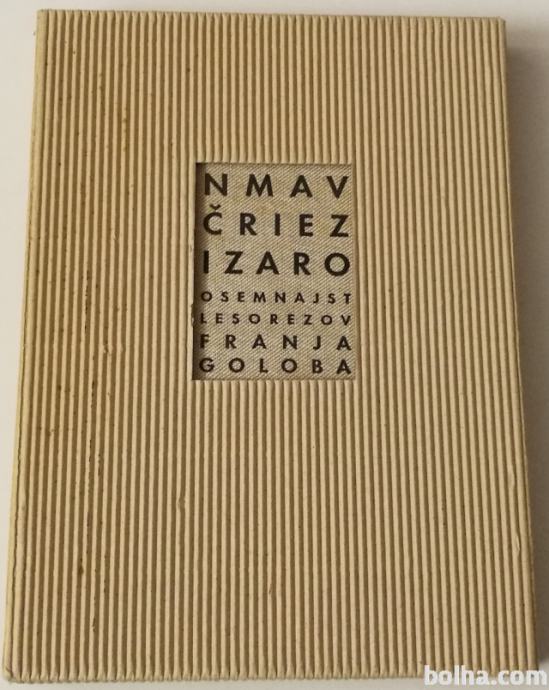 NMAV
ČRIEZ
IZARO
OSEMNAJST
LESOREZOV
FRANJA
GOLOBA
bolha.com